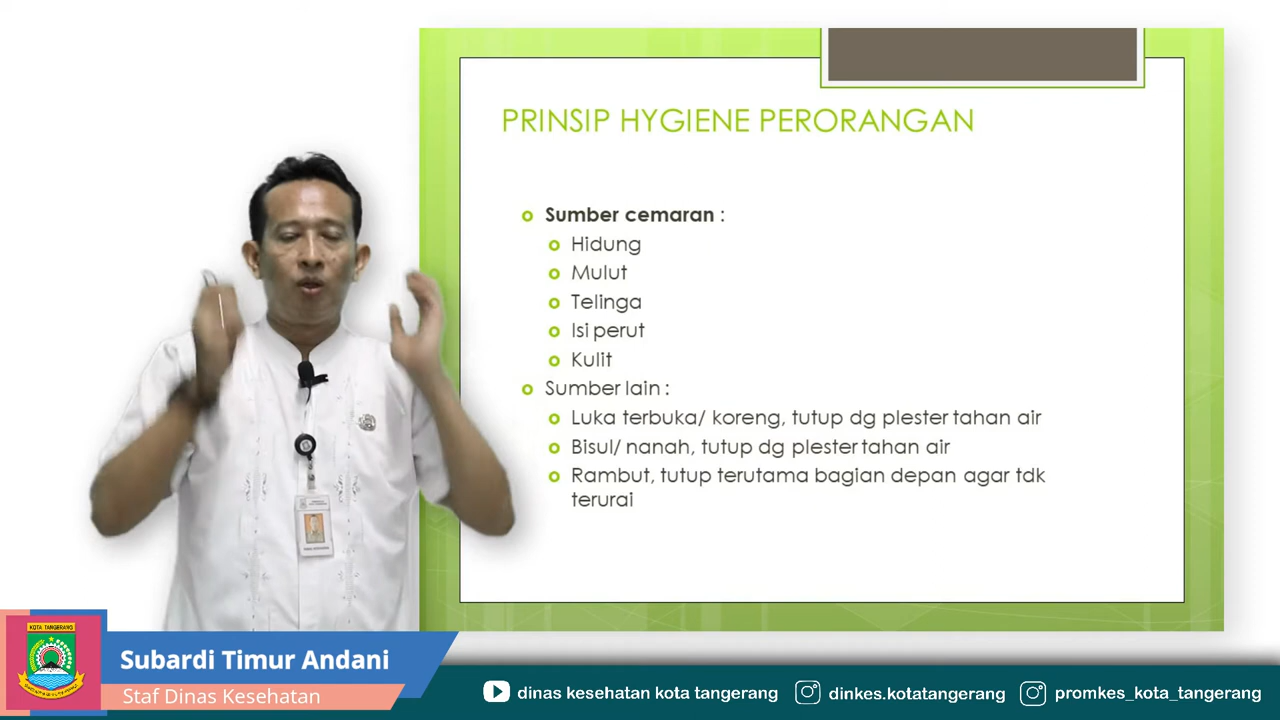 PRINSIP HYGIENE PERORANGAN
Sumber cemaran :
Hidung
Mulut
Telinga
Isi perut
Kulit
Sumber lain :
Luka terbuka/ koreng, tutup dg plester tahan air
Bisul/ nanah, tutup dg plester tahan air
Rambut, tutup terutama bagian depan agar tdk
terurai
KOTA TANGERANG
Subardi Timur Andani
Staf Dinas Kesehatan
dinas kesehatan kota tangerang
dinkes.kotatangerang
promkes_kota_tangerang